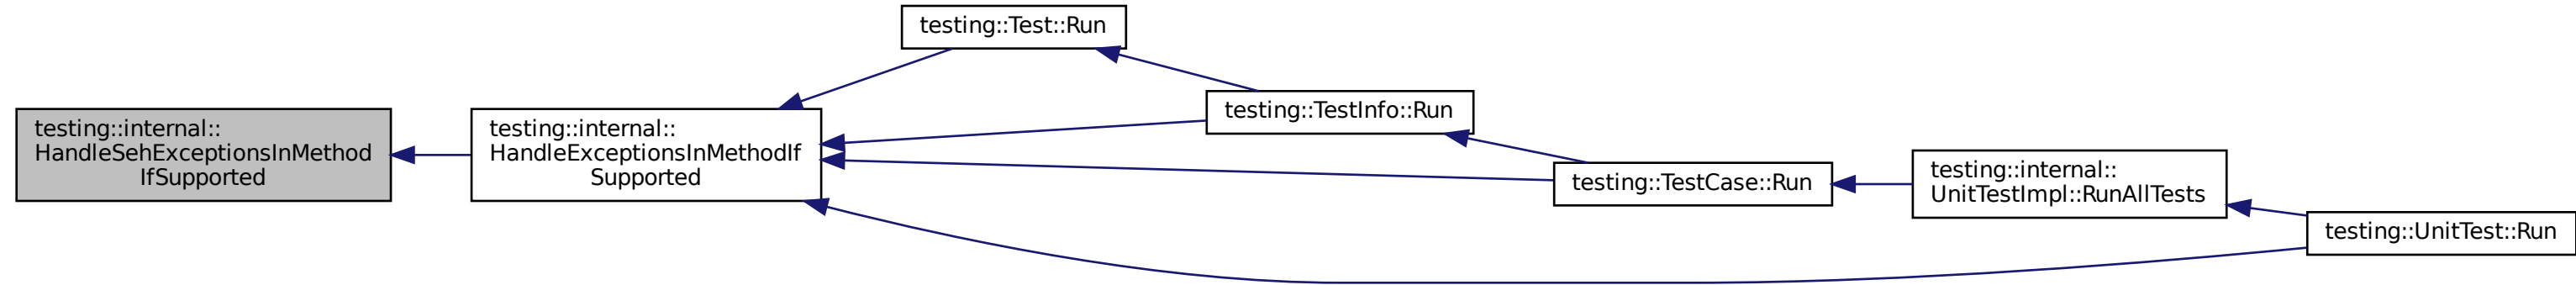 testing::Test::Run
testing::TestInfo::Run
testing::internal::
HandleSehExceptionsInMethod
IfSupported
testing::internal::
HandleExceptionsInMethodIf
Supported
testing::TestCase::Run
testing::internal::
UnitTestImpl::RunAllTests
testing::UnitTest::Run